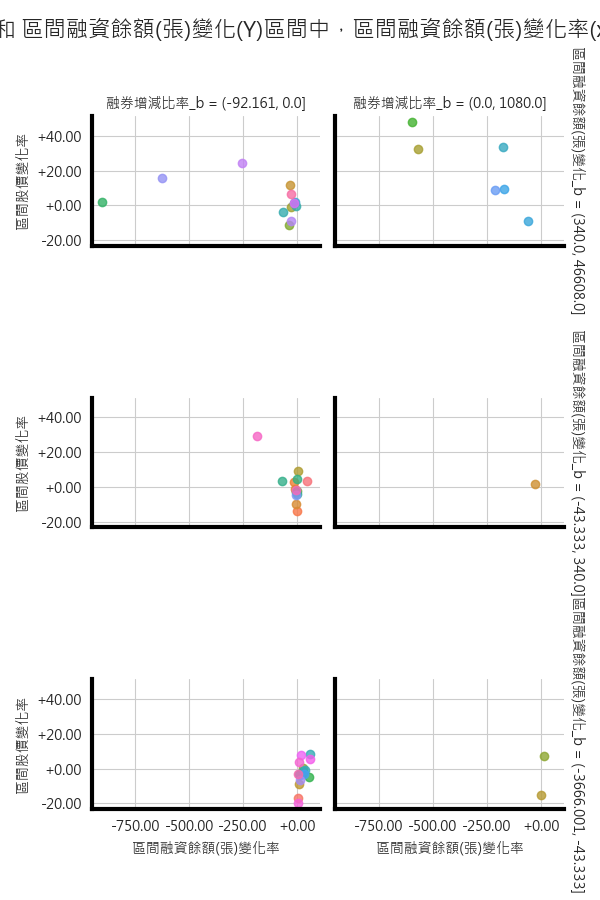 和 區間融資餘額(張)變化(Y)區間中，區間融資餘額(張)變化率(x
融券增減比率_b = (-92.161, 0.0]
融券增減比率_b = (0.0, 1080.0]
區間股價變化率
+40.00
+20.00
+0.00
-20.00
區間融資餘額(張)變化_b = (340.0, 46608.0]
區間股價變化率
+40.00
+20.00
+0.00
-20.00
區間融資餘額(張)變化_b = (-43.333, 340.0]
區間股價變化率
+40.00
+20.00
+0.00
-20.00
區間融資餘額(張)變化_b = (-3666.001, -43.333]
-750.00 -500.00 -250.00 +0.00
-750.00 -500.00 -250.00 +0.00
區間融資餘額(張)變化率
區間融資餘額(張)變化率